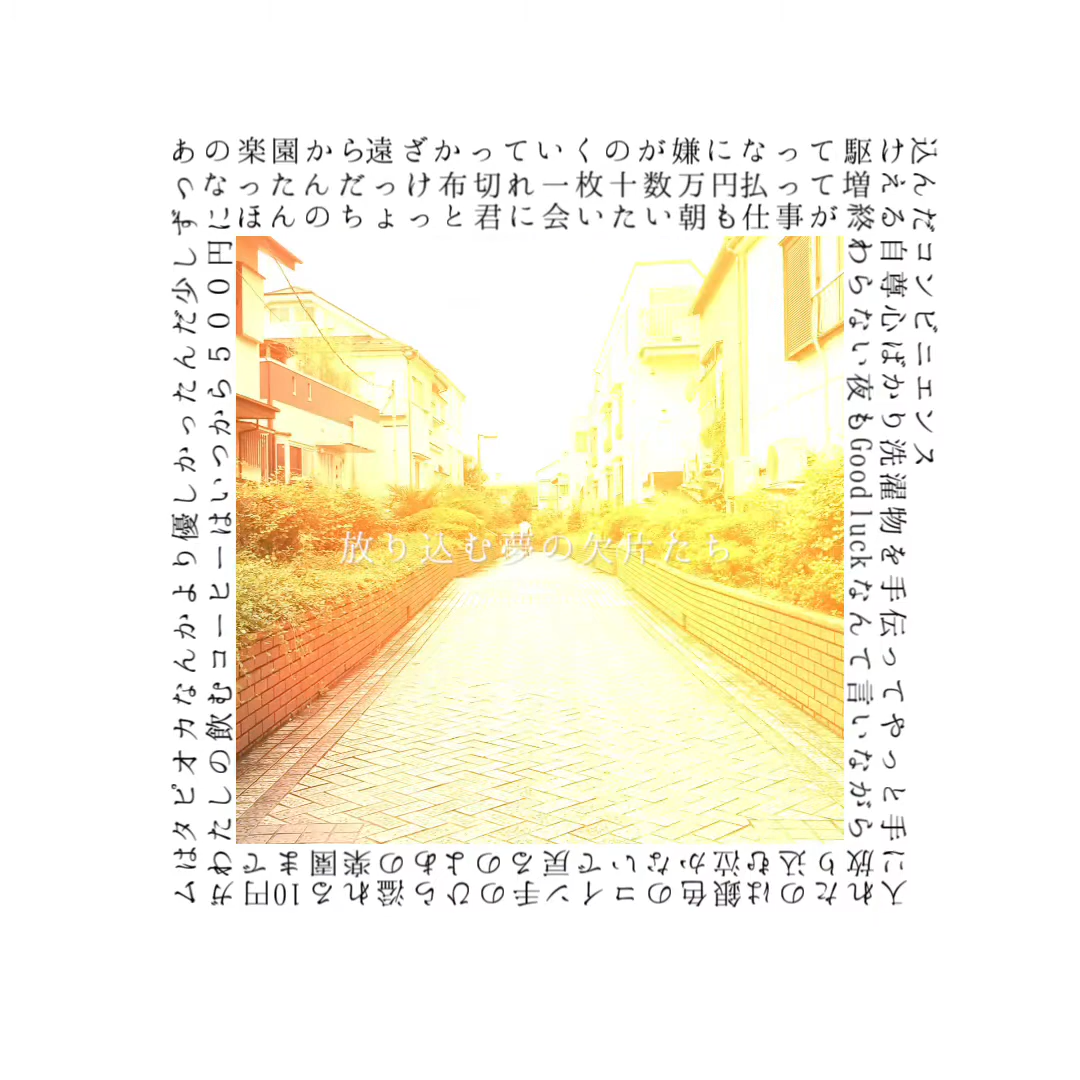 わたしの飲むコーヒーはいつから500円になったんだっけ布切れ一枚十数万円払って増える自尊心ばかり洗濯物を手伝ってやっと手に入れたのは銀色のコイン手のひら溢れる10円ガムはタピオカなんかより優しかったんだ少しずつあの楽園から遠ざかっていくのが嫌になって駆け込んだコンビニエンス
ほんのちょっと君に会いたい朝も仕事が終わらない夜もGood luckなんて言いながら放り込む泣かないで戻るのよあの楽園まで
放り込む夢の欠片たち